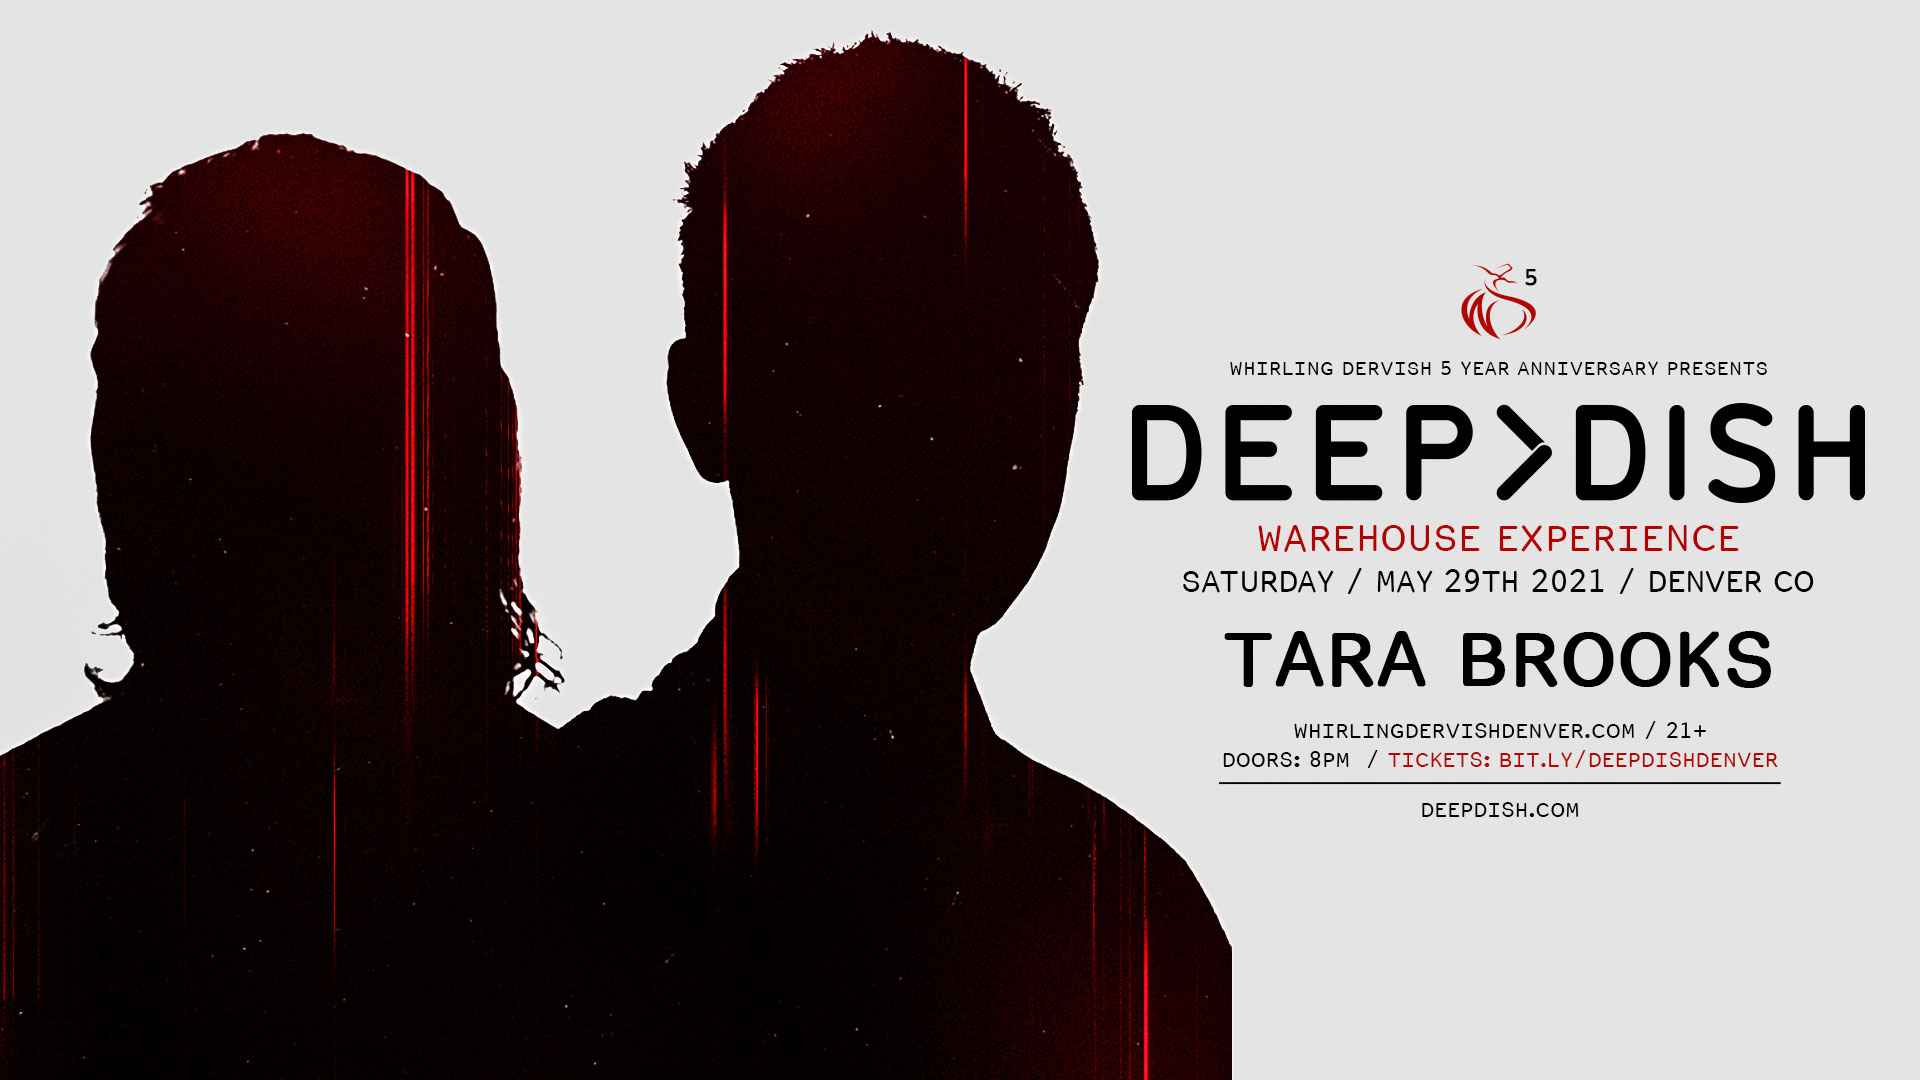 5
WHIRLING DERVISH 5 YEAR ANNIVERSARY PRESENTS
DEEP>DISH
WAREHOUSE EXPERIENCE
SATURDAY / MAY 29TH 2021 / DENVER CO
TARA BROOKS
WHIRLINGDERVISHDENVER.COM / 21+
DOORS: 8PM / TICKETS: BIT.LY/DEEPDISHDENVER
DEEPDISH.COM